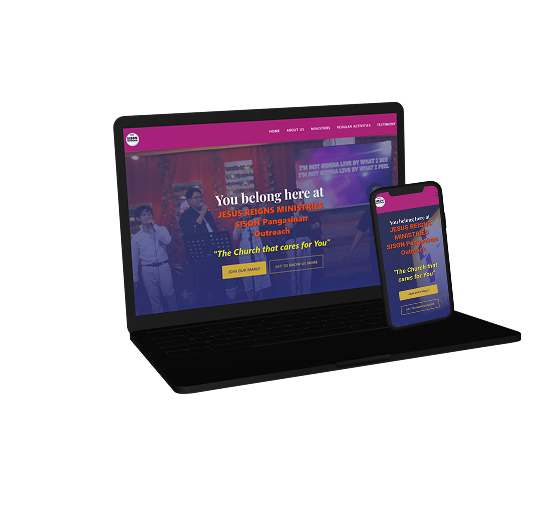 SISON
HOME ABOUT US MINISTRIES REGULAR ACTIVITIES TESTIMONY
I'M NOT GONNA LIVE BY WHAT I SEE
I'M NOT GONNA LIVE BY WHAT I FEEL
You belong here at
JESUS REIGNS MINISTRIES
SISON Pangasinan
Outreach
"The Church that cares for You"
JOIN OUR FAMILY GET TO KNOW US MORE
You belong here at
JESUS REIGNS
MINISTRIES
SISON Pangasinan
Outreach
"The Church that
cares for You"
JOIN OUR FAMILY
GET TO KNOW US MORE